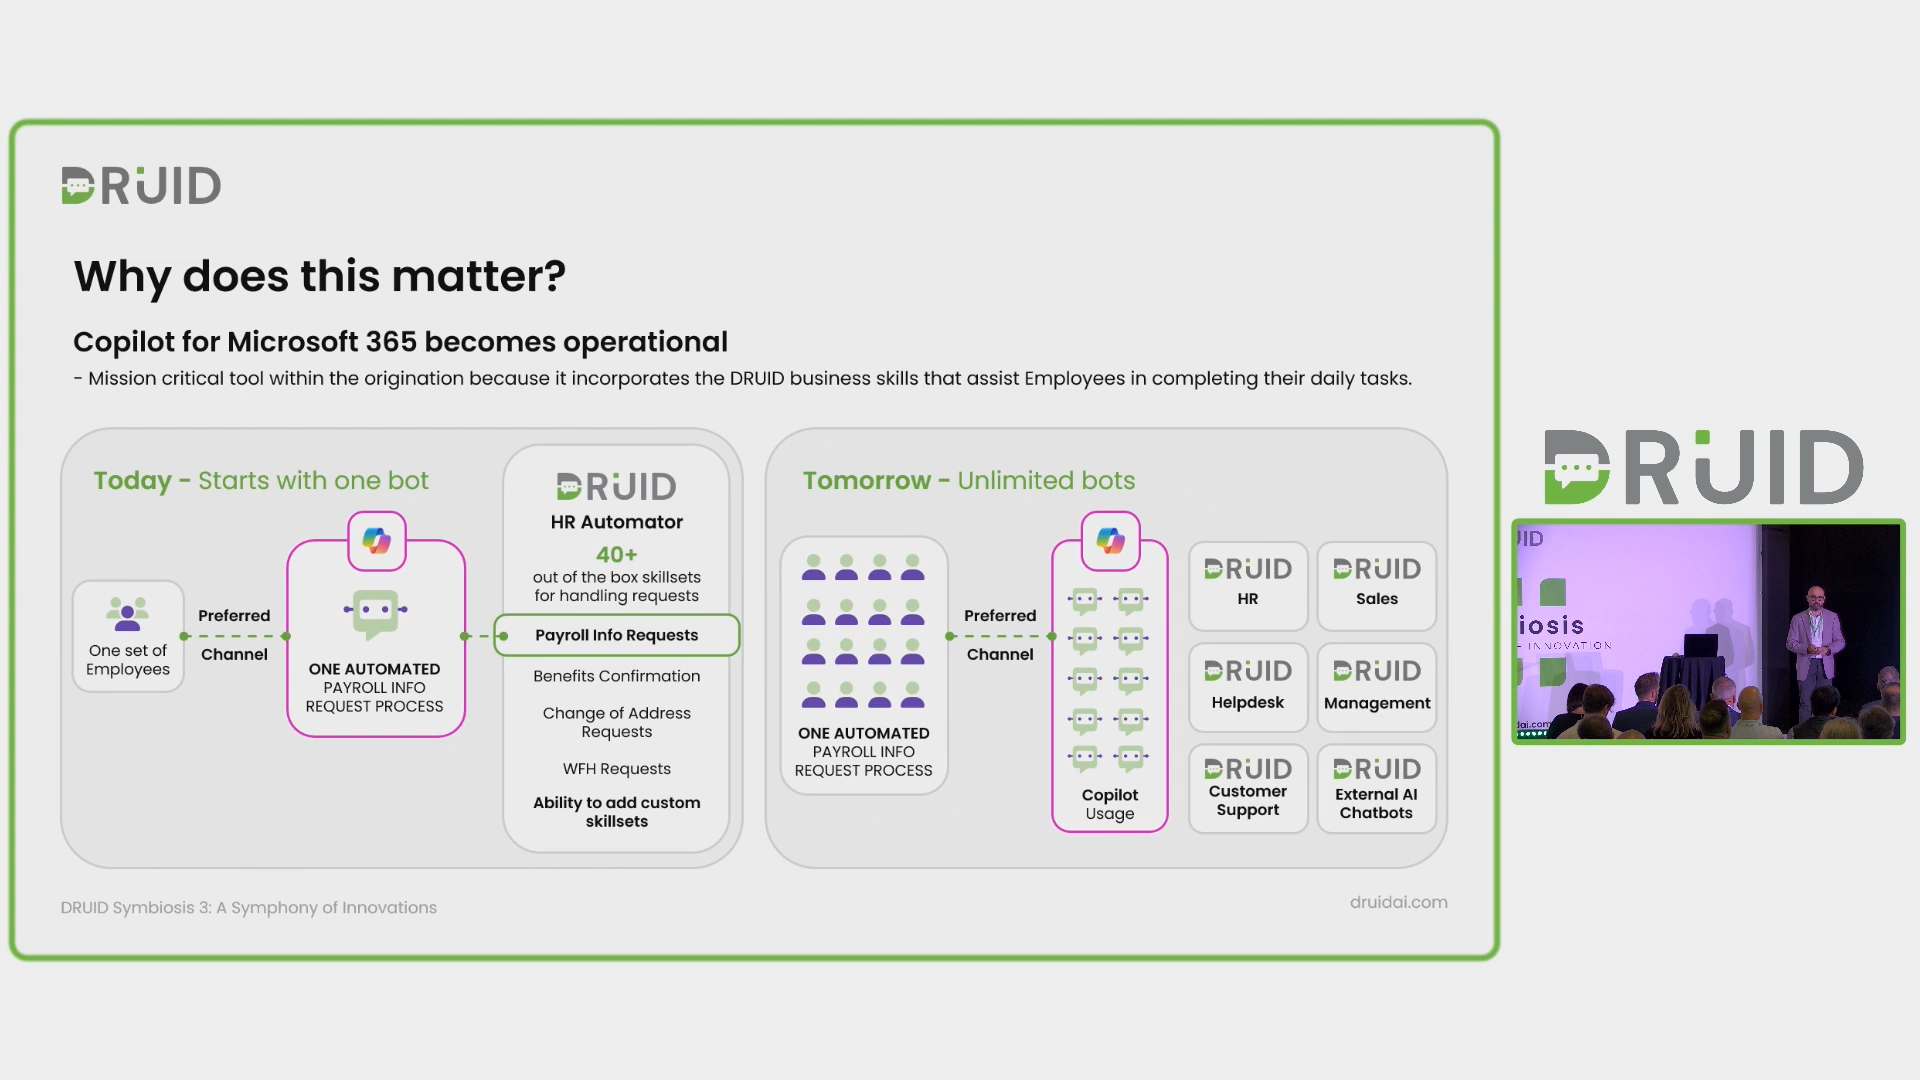 DRUID
Why does this matter?
Copilot for Microsoft 365 becomes operational
- Mission critical tool within the origination because it incorporates the DRUID business skills that assist Employees in completing their daily tasks.
Today - Starts with one bot
One set of
Employees
Preferred
Channel
ONE AUTOMATED
PAYROLL INFO
REQUEST PROCESS
DRUID
HR Automator
40+
out of the box skillsets
for handling requests
Payroll Info Requests
Benefits Confirmation
Change of Address
Requests
WFH Requests
Ability to add custom
skillsets
Tomorrow - Unlimited bots
ONE AUTOMATED
PAYROLL INFO
REQUEST PROCESS
Preferred
Channel
Copilot
Usage
DRUID
HR
DRUID
Sales
DRUID
Helpdesk
DRUID
Management
DRUID
Customer
Support
DRUID
External AI
Chatbots
DRUID Symbiosis 3: A Symphony of Innovations
druidai.com
DRUID
UID
iosis
INNOVATION
dai.com